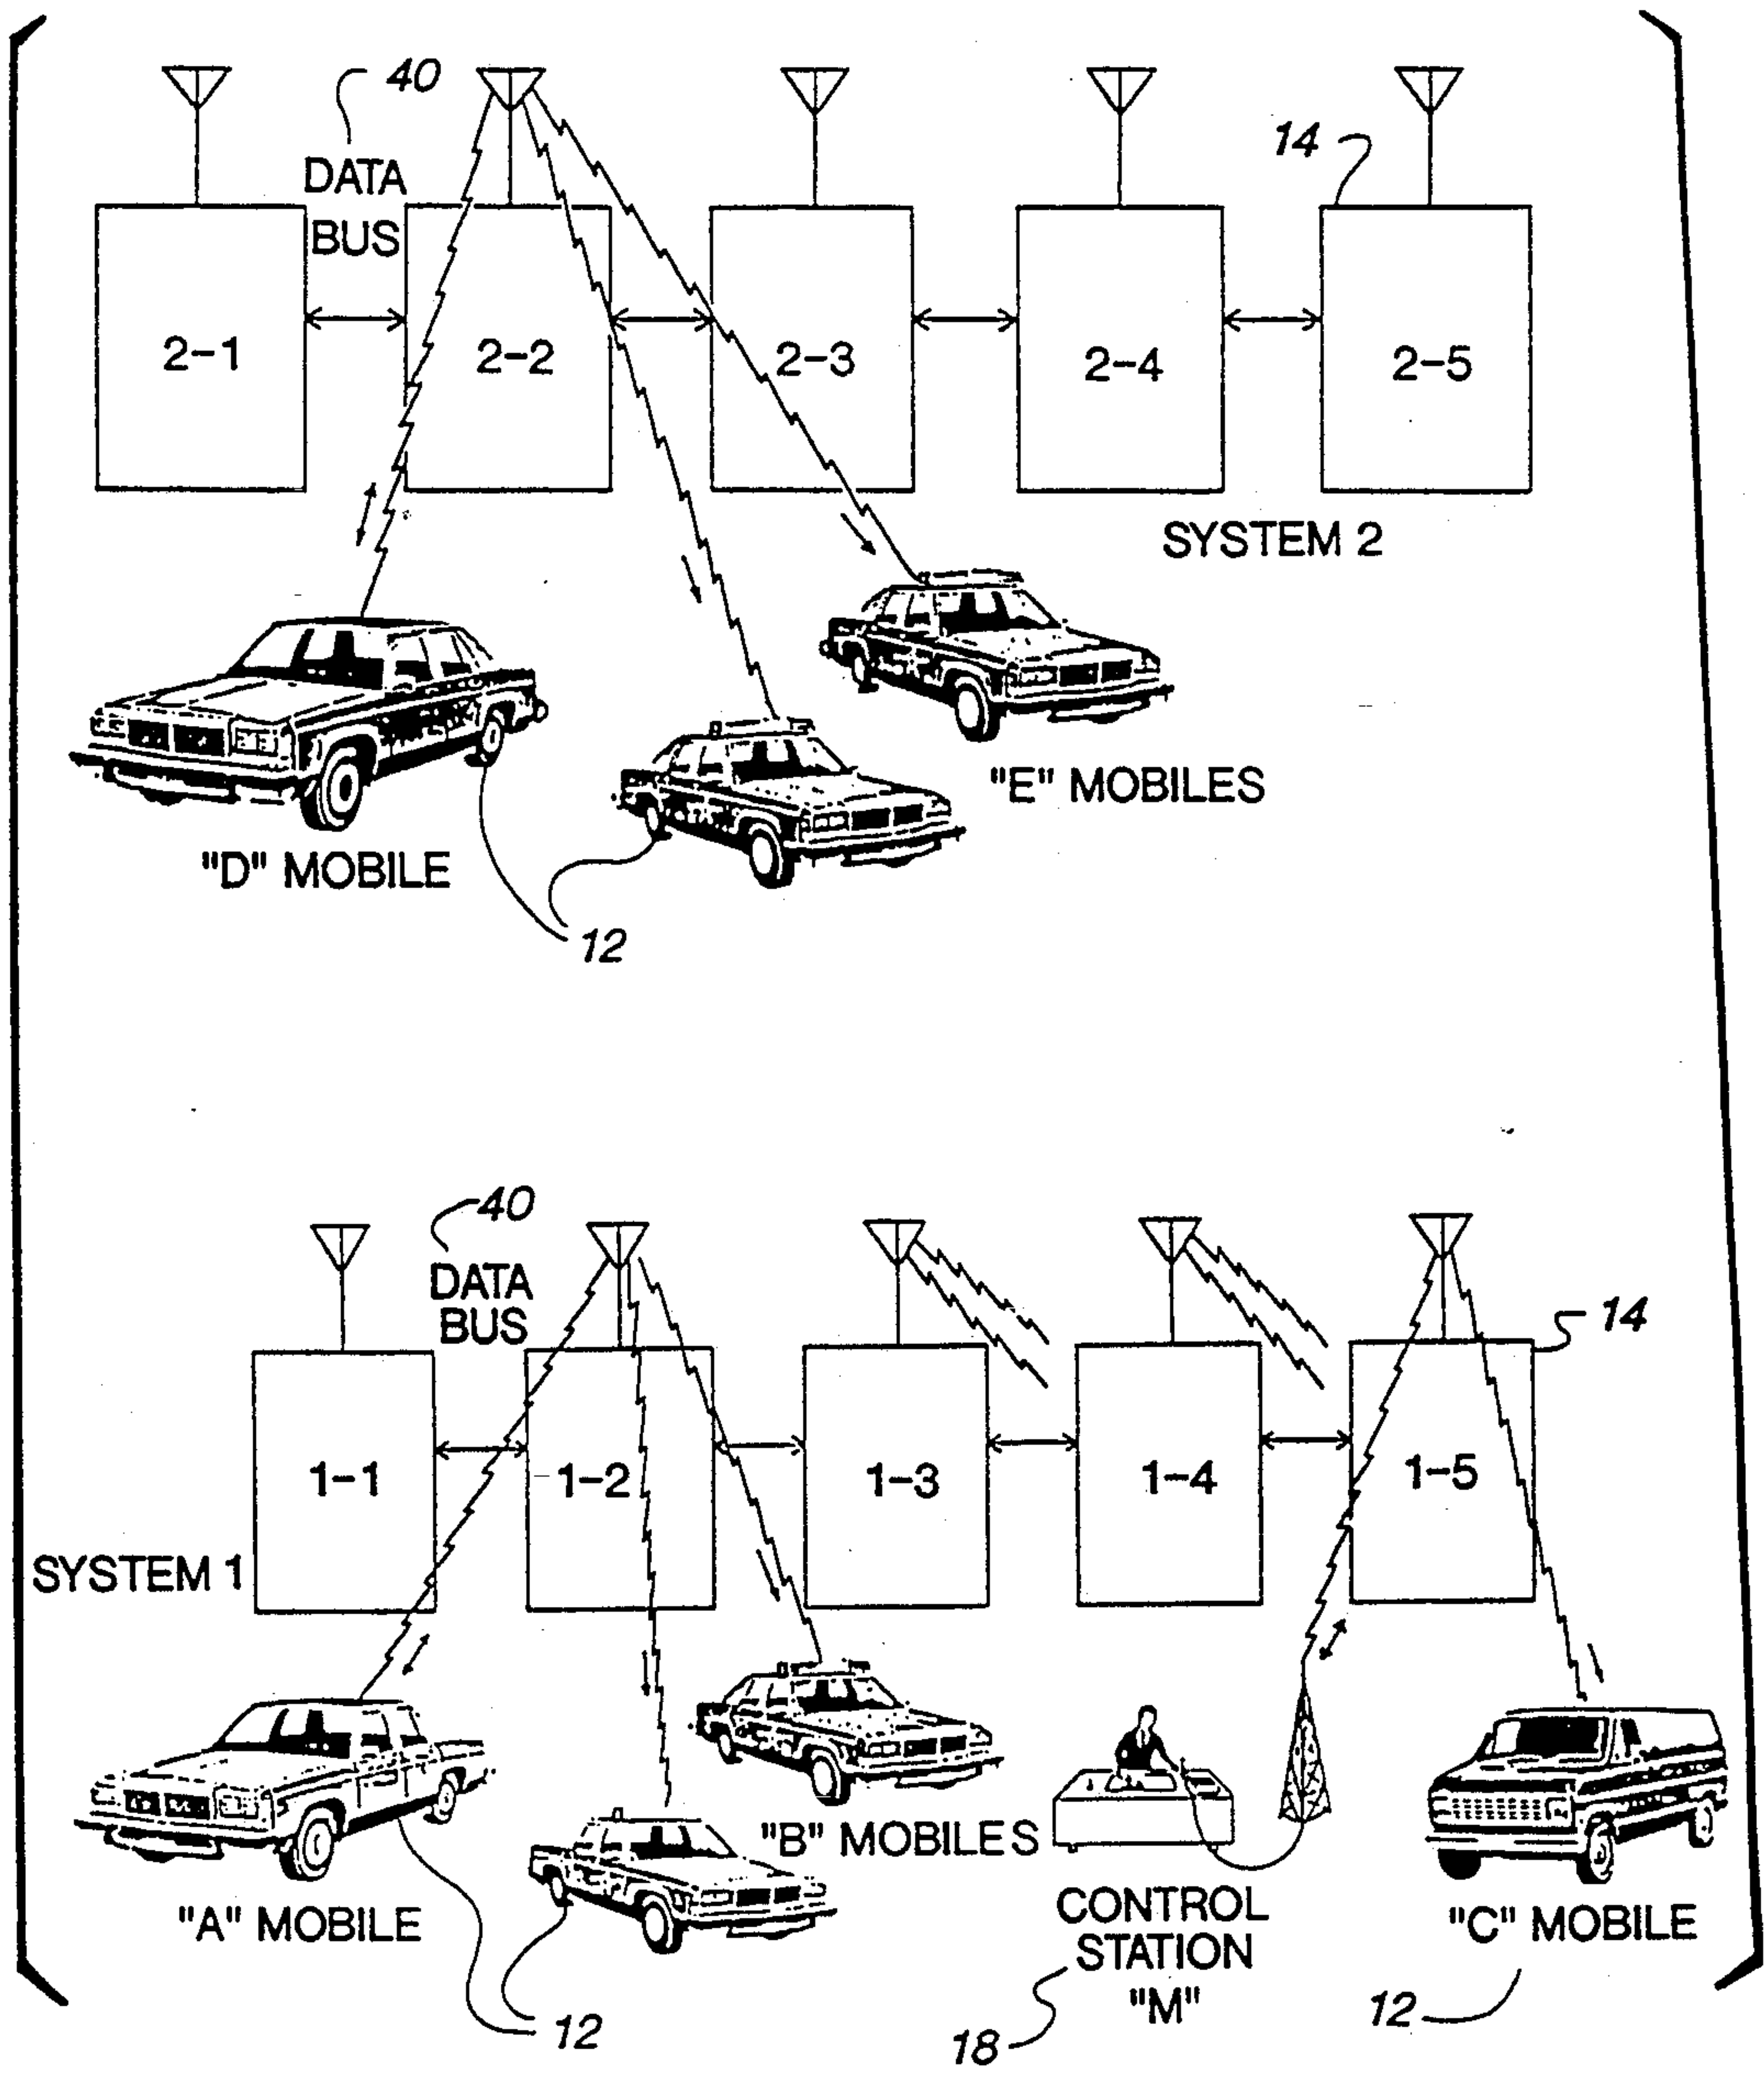 40
DATA
BUS
14
2-1
2-2
2-3
2-4
2-5
SYSTEM 2
"E" MOBILES
"D" MOBILE
12
40
DATA
BUS
14
1-1
1-2
1-3
1-4
1-5
SYSTEM 1
"B" MOBILES
"A" MOBILE
CONTROL
STATION
"M"
"C" MOBILE
12
18
12